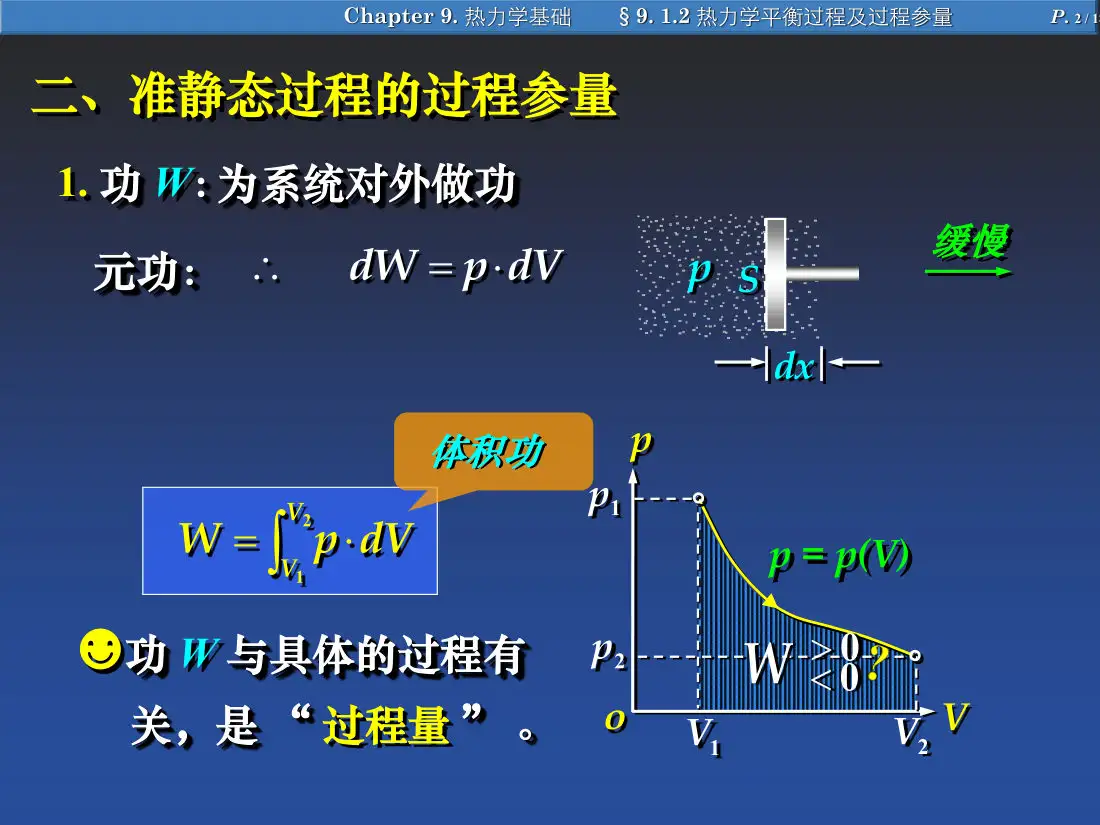 Chapter 9. 热力学基础 § 9. 1.2 热力学平衡过程及过程参量 P. 2 / 1
二、准静态过程的过程参量
1. 功 W : 为系统对外做功
元功： ∴ dW = p · dV
p S
缓慢
dx
体积功
W = ∫V₁V₂ p · dV
p
p1
p = p(V)
p2
W > 0 < 0 ?
o V1 V2 V
功 W 与具体的过程有
关，是 “ 过程量 ” 。